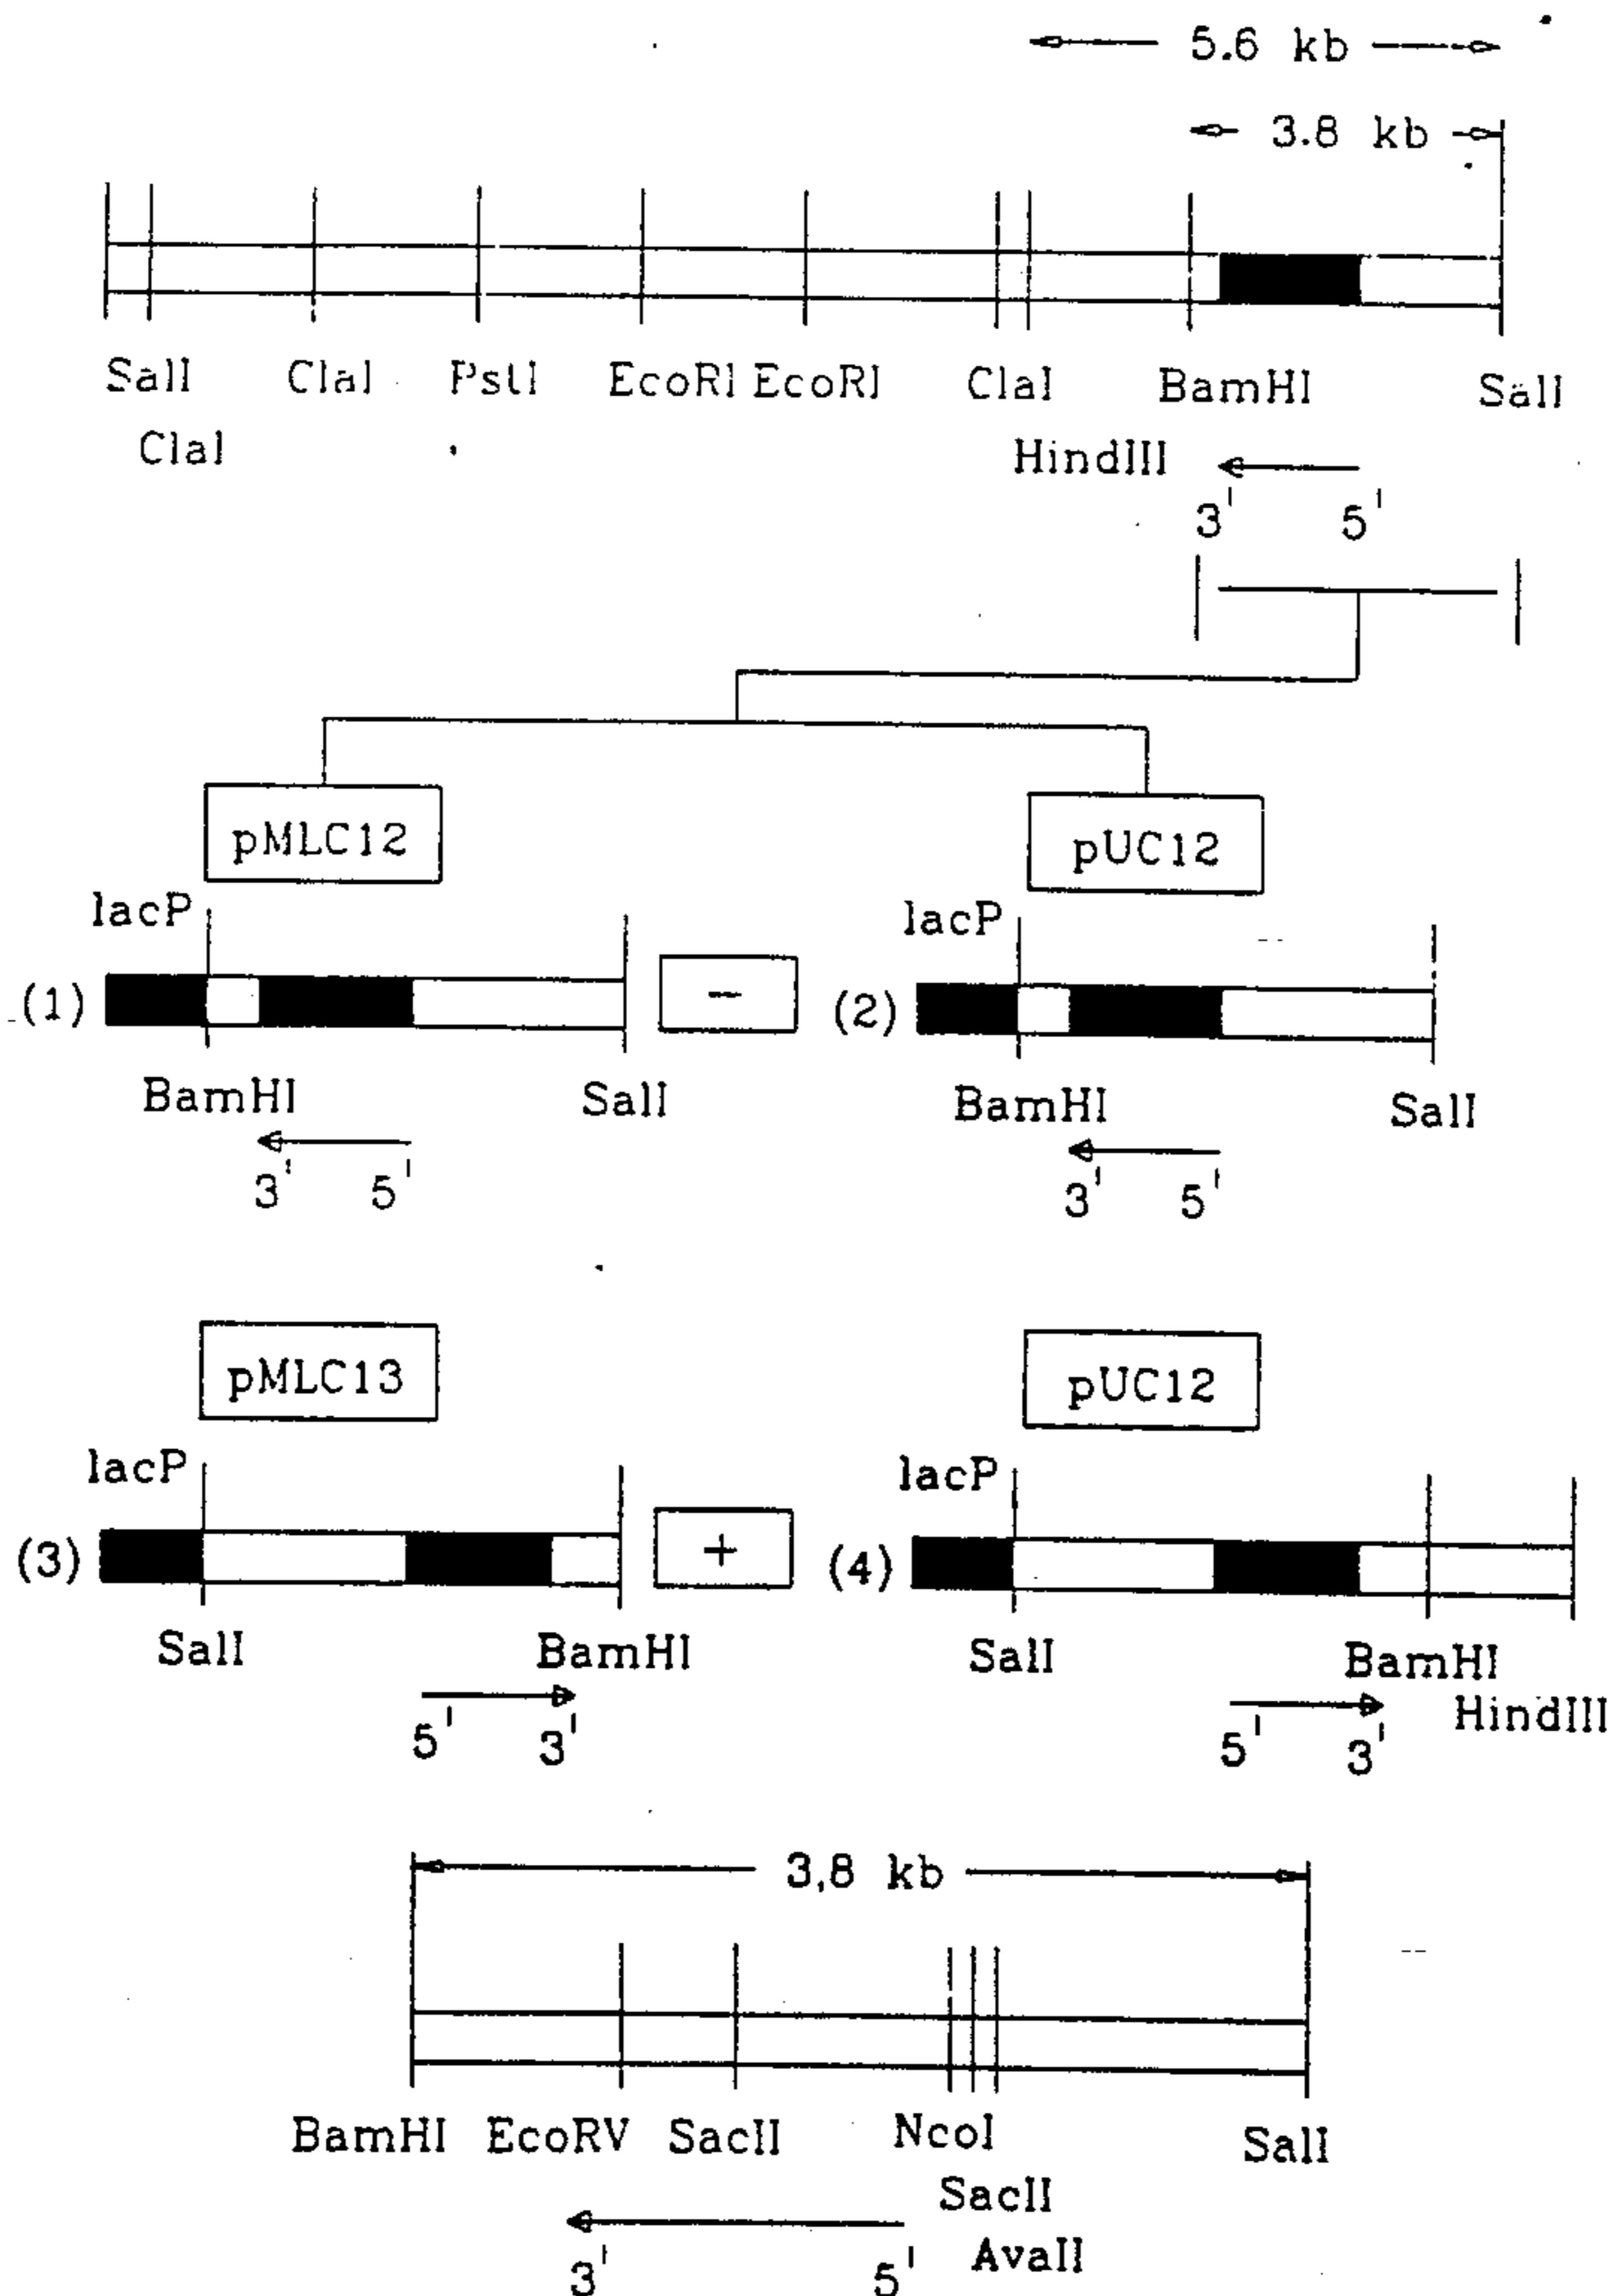 5.6 kb
3.8 kb
SalI ClaI PstI EcoRI EcoRI ClaI BamHI SalI
ClaI HindIII
3' 5'
pMLC12 pUC12
lacP lacP
(1) - (2)
BamHI SalI BamHI SalI
3' 5' 3' 5'
pMLC13 pUC12
lacP lacP
(3) + (4)
SalI BamHI SalI BamHI
HindIII
5' 3' 5' 3'
3,8 kb
BamHI EcoRV SacII NcoI SalI
SacII
AvaII
3' 5'